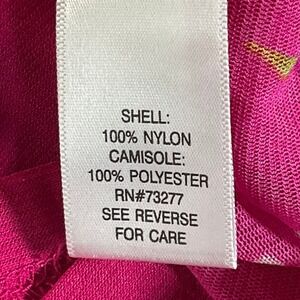 SHELL:
100% NYLON
CAMISOLE:
100% POLYESTER
RN#73277
SEE REVERSE
FOR CARE